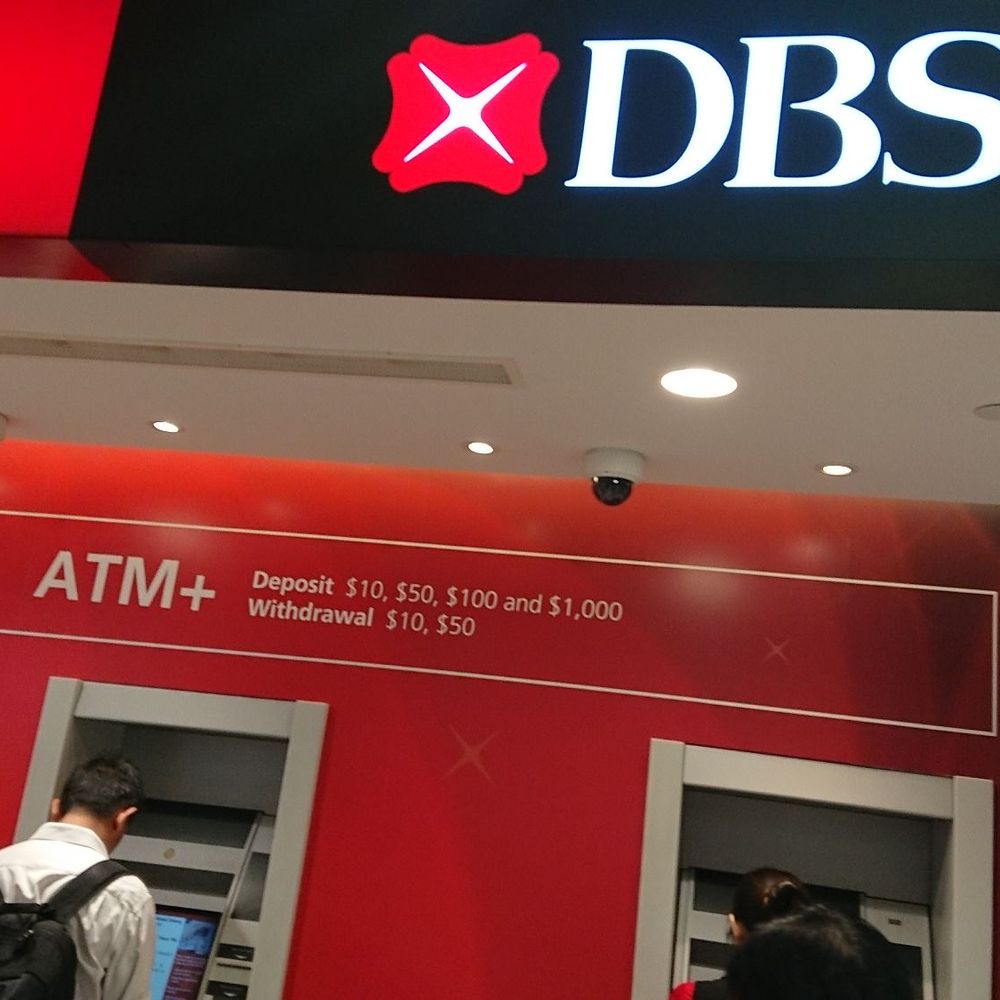 DBS
ATM+
Deposit $10, $50, $100 and $1,000
Withdrawal $10, $50